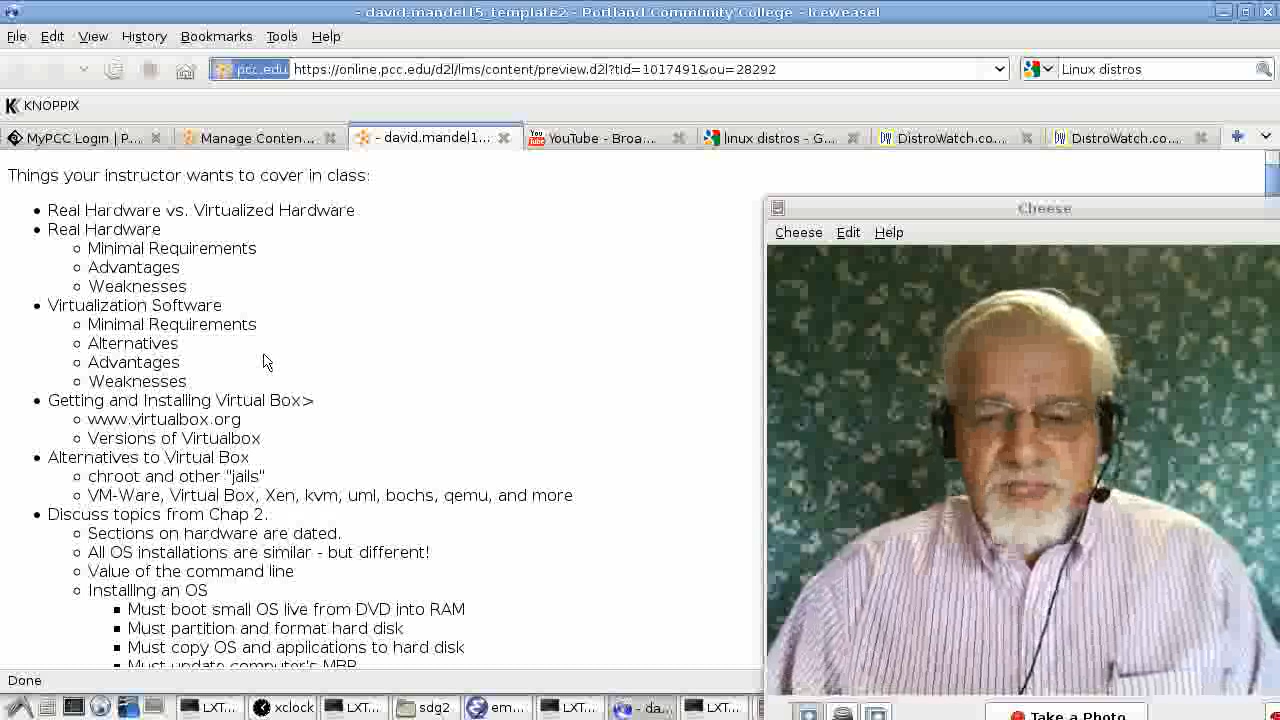 - david.mandel15_template2 - Portland Community College - Iceweasel
File Edit View History Bookmarks Tools Help
pcc.edu https://online.pcc.edu/d2l/lms/content/preview.d2l?tId=1017491&ou=28292 Linux distros
KNOPPIX
MyPCC Login | P... Manage Conten... - david.mandel1... YouTube - Broa... linux distros - G... DistroWatch.co... DistroWatch.co...
Things your instructor wants to cover in class:
• Real Hardware vs. Virtualized Hardware
• Real Hardware
◦ Minimal Requirements
◦ Advantages
◦ Weaknesses
• Virtualization Software
◦ Minimal Requirements
◦ Alternatives
◦ Advantages
◦ Weaknesses
• Getting and Installing Virtual Box>
◦ www.virtualbox.org
◦ Versions of Virtualbox
• Alternatives to Virtual Box
◦ chroot and other "jails"
◦ VM-Ware, Virtual Box, Xen, kvm, uml, bochs, qemu, and more
• Discuss topics from Chap 2.
◦ Sections on hardware are dated.
◦ All OS installations are similar - but different!
◦ Value of the command line
◦ Installing an OS
▪ Must boot small OS live from DVD into RAM
▪ Must partition and format hard disk
▪ Must copy OS and applications to hard disk
▪ Must update computer's MBR
Cheese
Cheese Edit Help
Take a Photo
Done
LXT... xclock LXT... sdg2 em... LXT... - da... LXT...